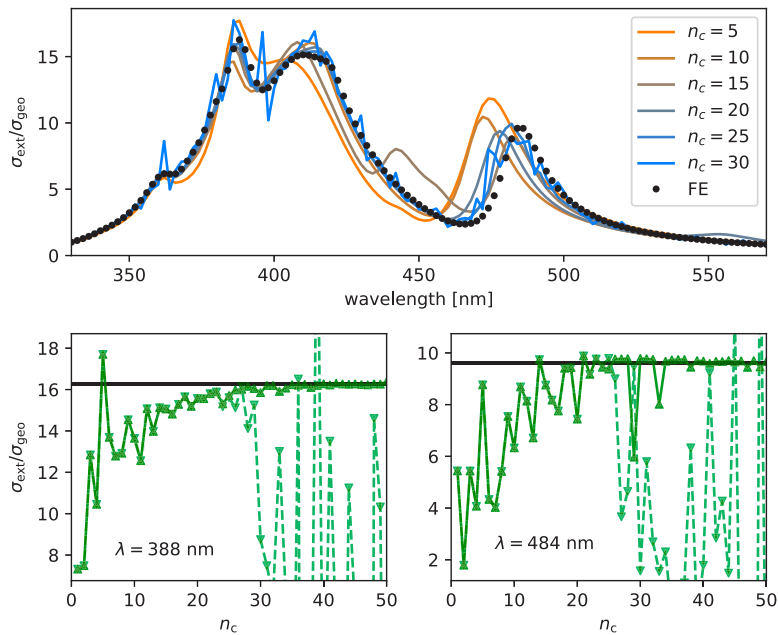 σ_ext/σ_geo
15
10
5
0
350
400
450
500
550
wavelength [nm]
n_c = 5
n_c = 10
n_c = 15
n_c = 20
n_c = 25
n_c = 30
FE
σ_ext/σ_geo
18
16
14
12
10
8
0
10
20
30
40
50
n_c
λ = 388 nm
10
8
6
4
2
0
10
20
30
40
50
n_c
λ = 484 nm